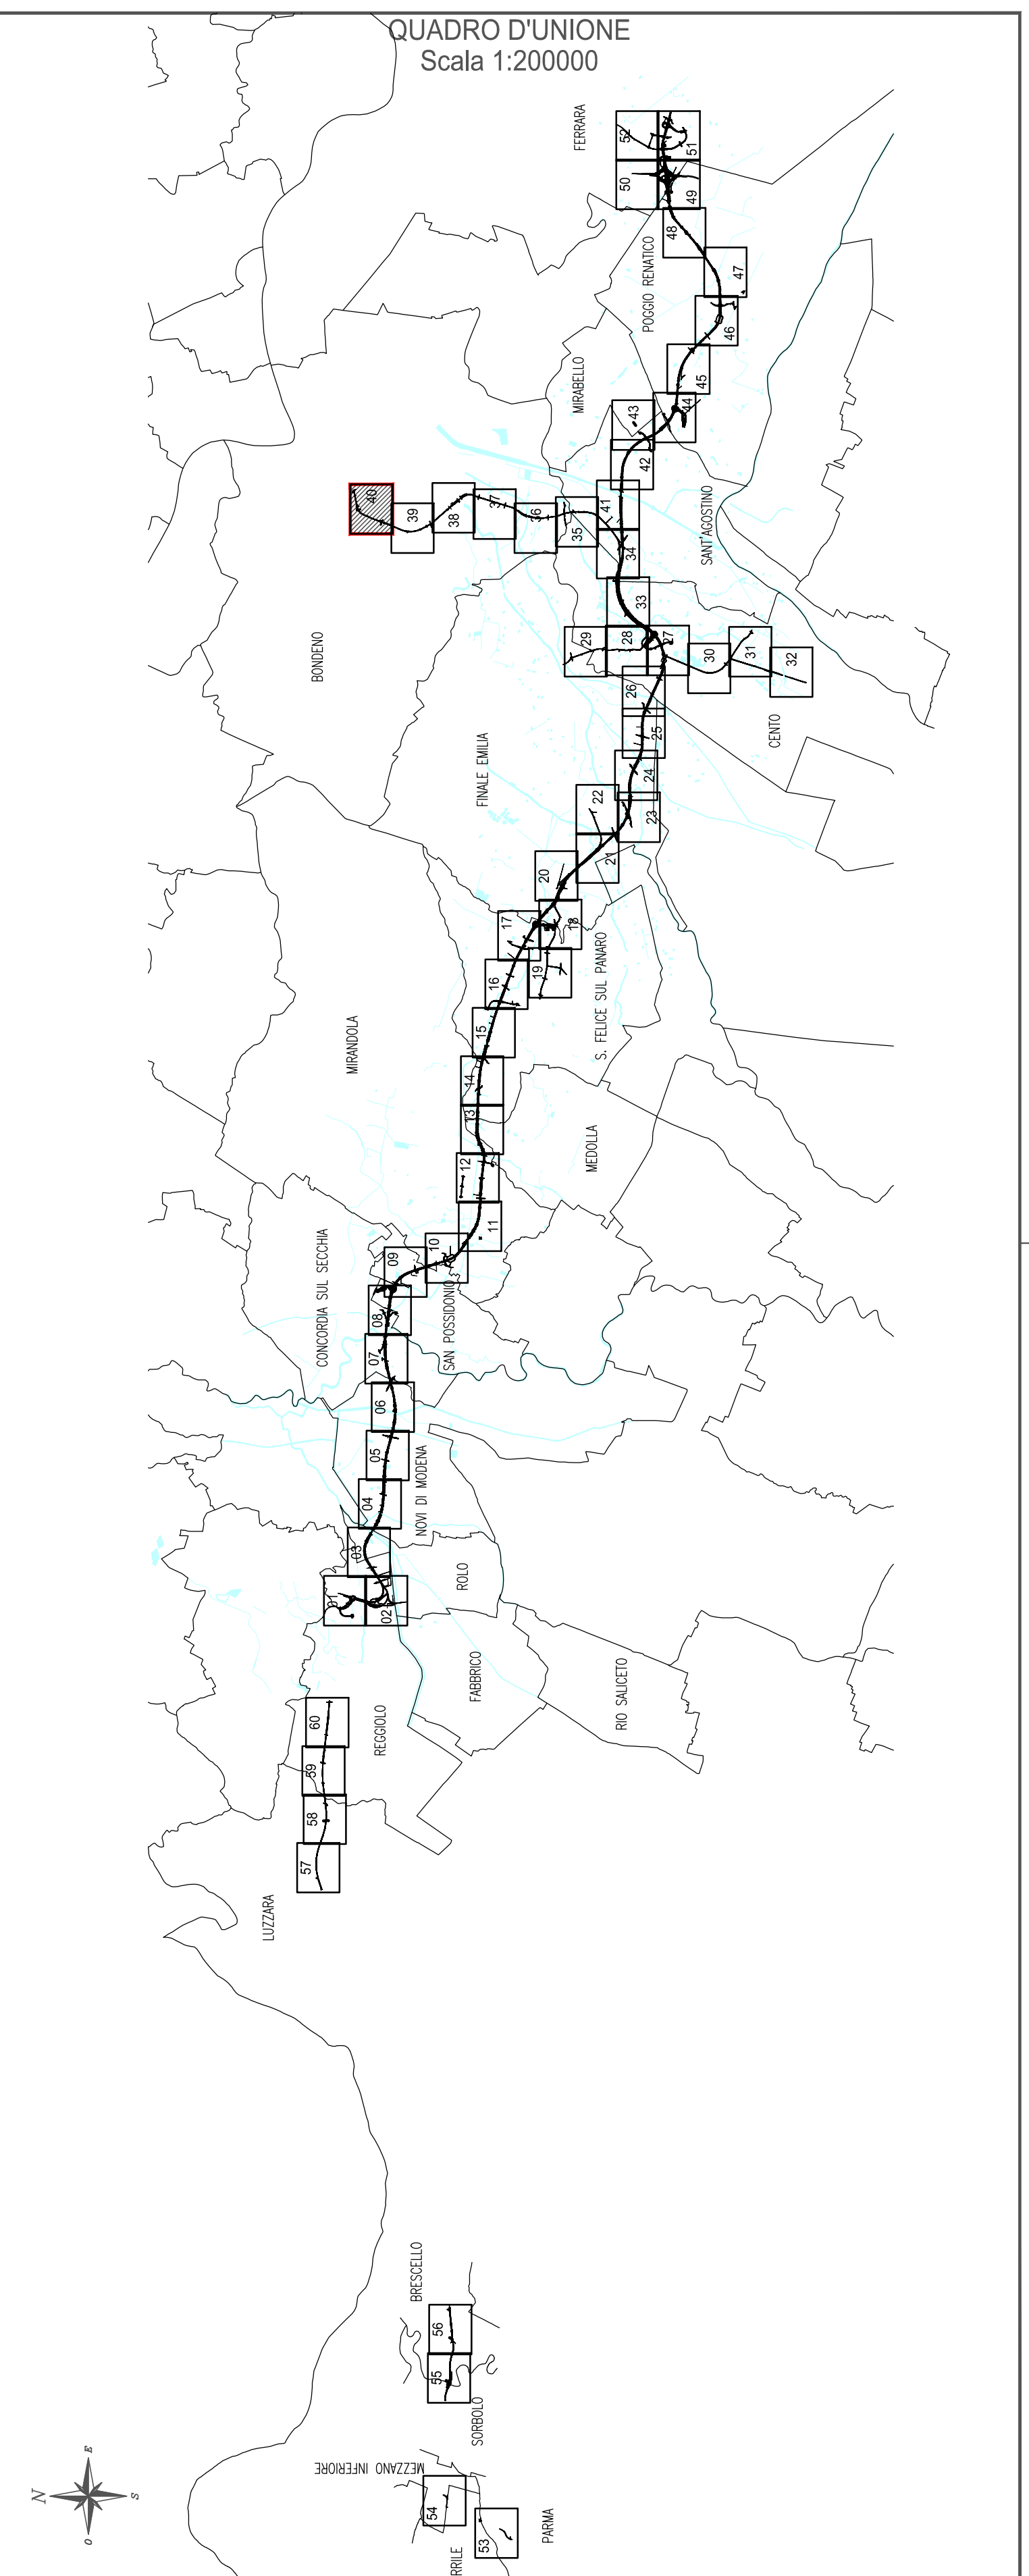 QUADRO D'UNIONE
Scala 1:200000
FERRARA
52
51
50
49
48
POGGIO RENATICO
47
46
MIRABELLO
45
44
43
42
40
39
38
37
36
35
41
34
SANT'AGOSTINO
33
BONDENO
29
28
27
30
31
32
26
25
CENTO
24
FINALE EMILIA
22
23
21
20
17
18
19
16
S. FELICE SUL PANARO
15
MIRANDOLA
14
13
MEDOLLA
12
11
10
09
CONCORDIA SUL SECCHIA
08
SAN POSSIDONIO
07
06
05
NOVI DI MODENA
04
03
ROLO
01
02
FABBRICO
RIO SALICETO
REGGIOLO
60
59
58
57
LUZZARA
BRESCELLO
56
55
SORBOLO
MEZZANO INFERIORE
54
53
PARMA
RRILE
N
E
S
O